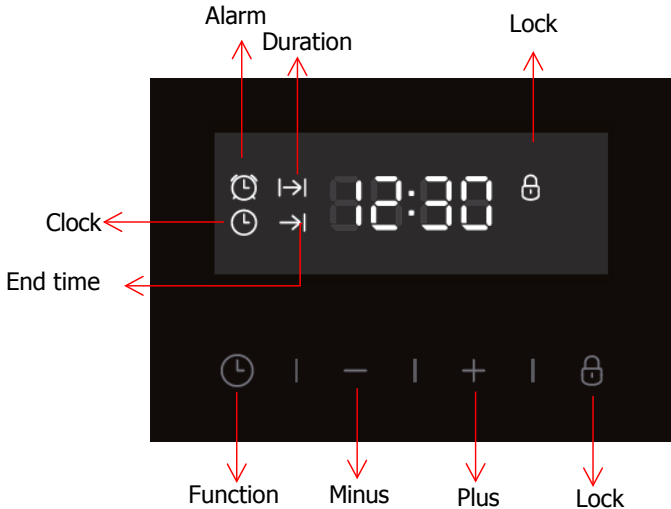 Alarm
Duration
Lock
12:30
Clock
End time
Function
Minus
Plus
Lock